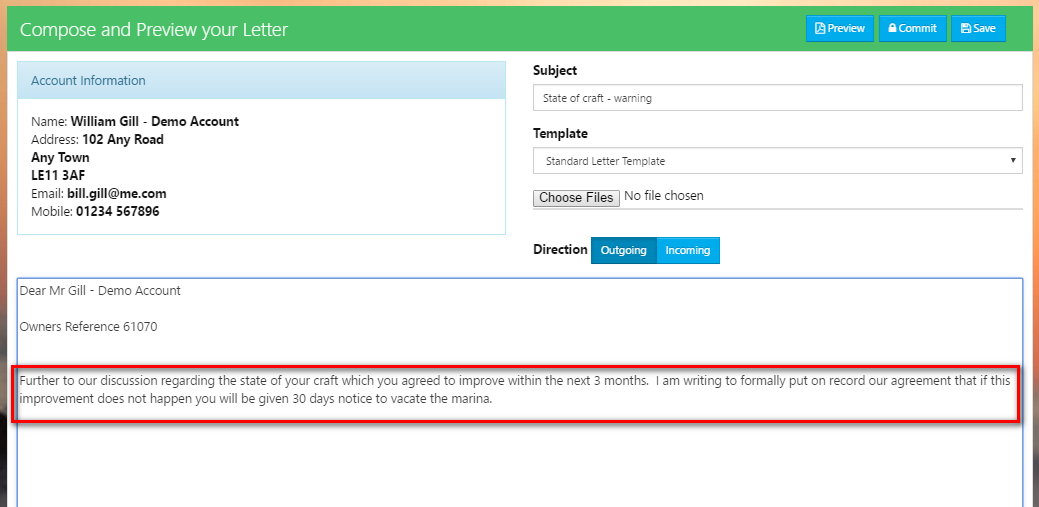 Compose and Preview your Letter
Preview
Commit
Save
Account Information
Name: William Gill - Demo Account
Address: 102 Any Road
Any Town
LE11 3AF
Email: bill.gill@me.com
Mobile: 01234 567896
Subject
State of craft - warning
Template
Standard Letter Template
Choose Files No file chosen
Direction Outgoing Incoming
Dear Mr Gill - Demo Account
Owners Reference 61070
Further to our discussion regarding the state of your craft which you agreed to improve within the next 3 months.  I am writing to formally put on record our agreement that if this
improvement does not happen you will be given 30 days notice to vacate the marina.